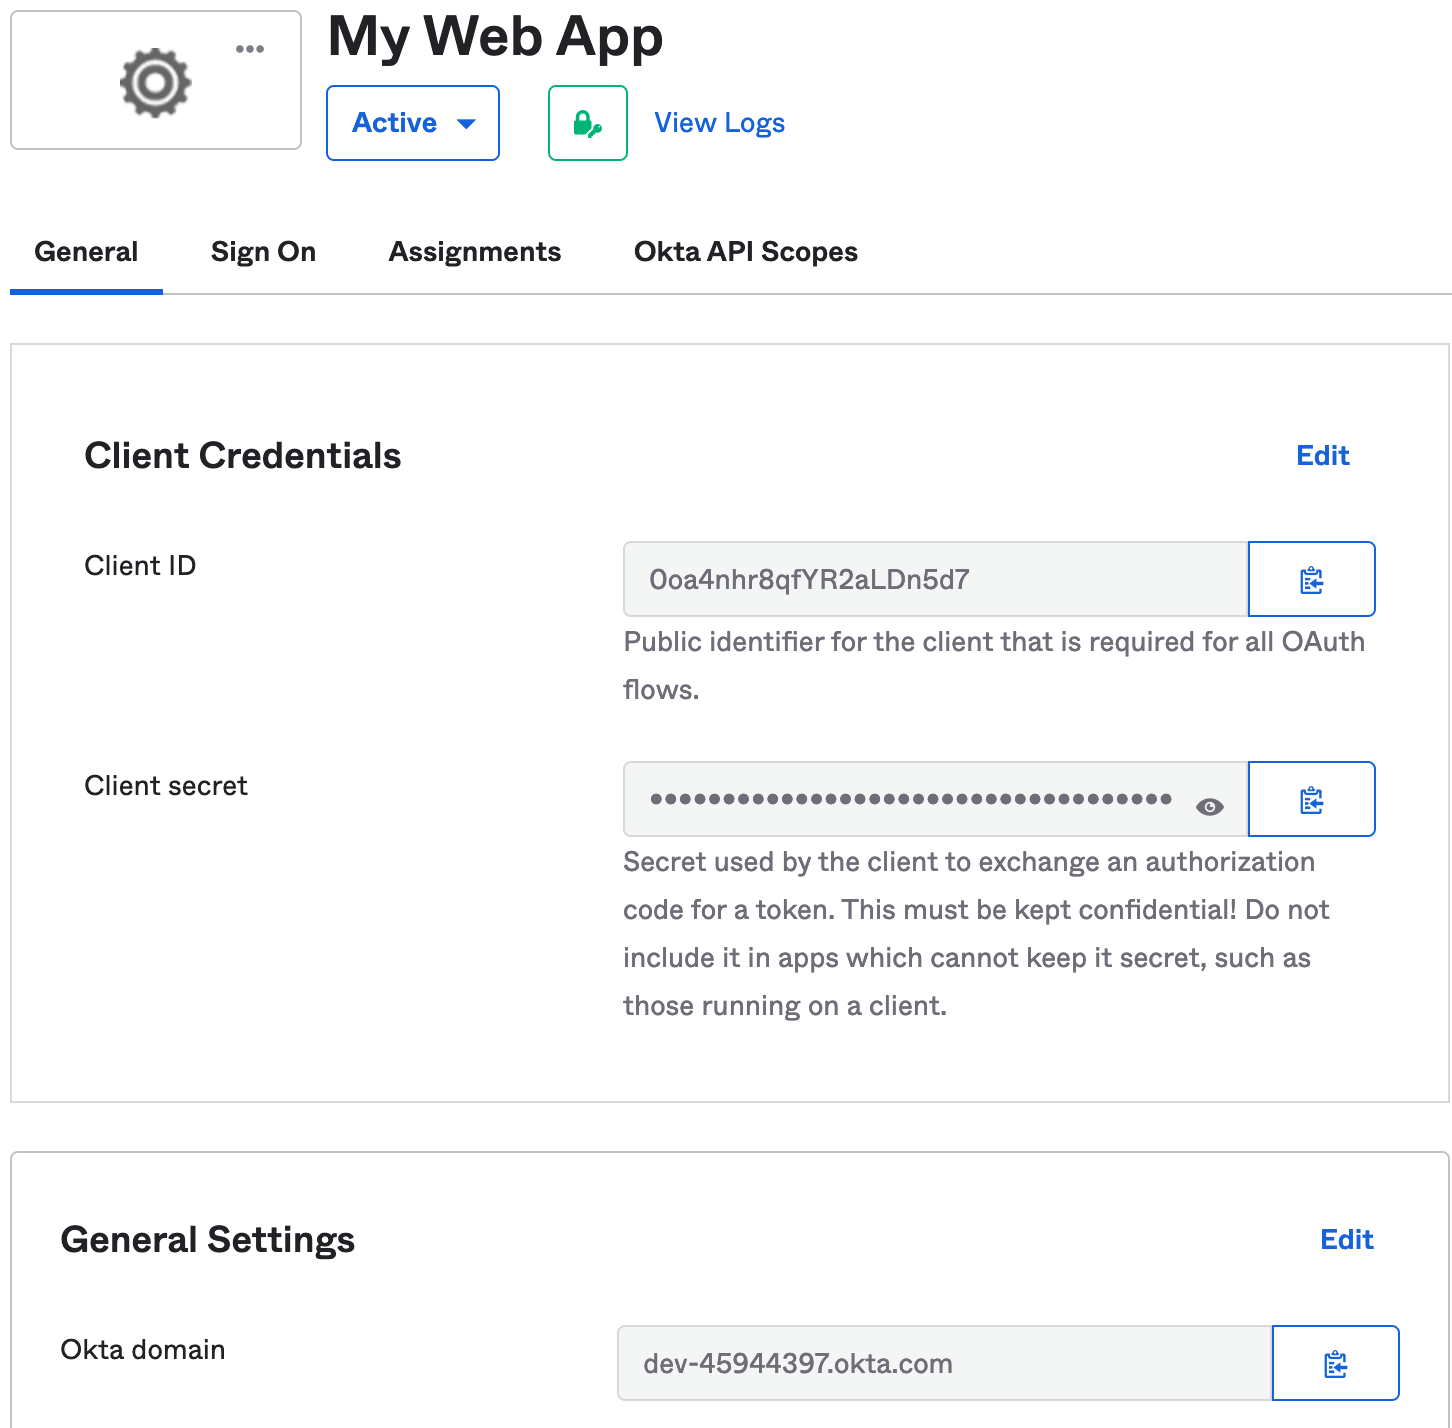 My Web App
Active
View Logs
General Sign On Assignments Okta API Scopes
Client Credentials Edit
Client ID 0oa4nhr8qfYR2aLDn5d7
Public identifier for the client that is required for all OAuth
flows.
Client secret ••••••••••••••••••••••••••••••••••••
Secret used by the client to exchange an authorization
code for a token. This must be kept confidential! Do not
include it in apps which cannot keep it secret, such as
those running on a client.
General Settings Edit
Okta domain dev-45944397.okta.com